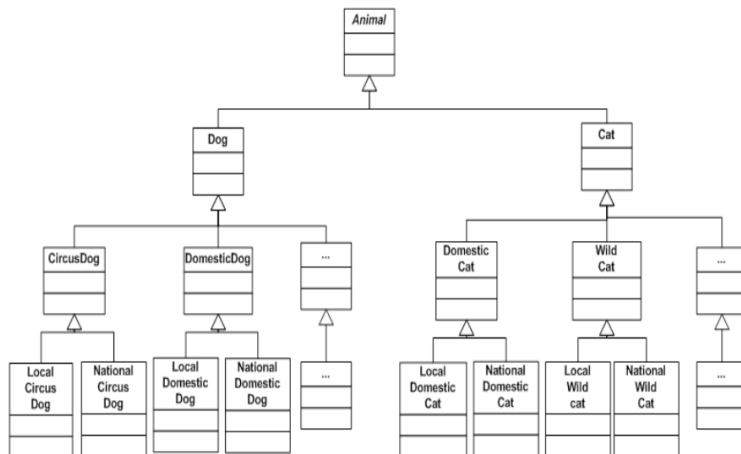 Animal
Dog
Cat
CircusDog
DomesticDog
...
Domestic
Cat
Wild
Cat
...
Local
Circus
Dog
National
Circus
Dog
Local
Domestic
Dog
National
Domestic
Dog
...
Local
Domestic
Cat
National
Domestic
Cat
Local
Wild
cat
National
Wild
Cat
...